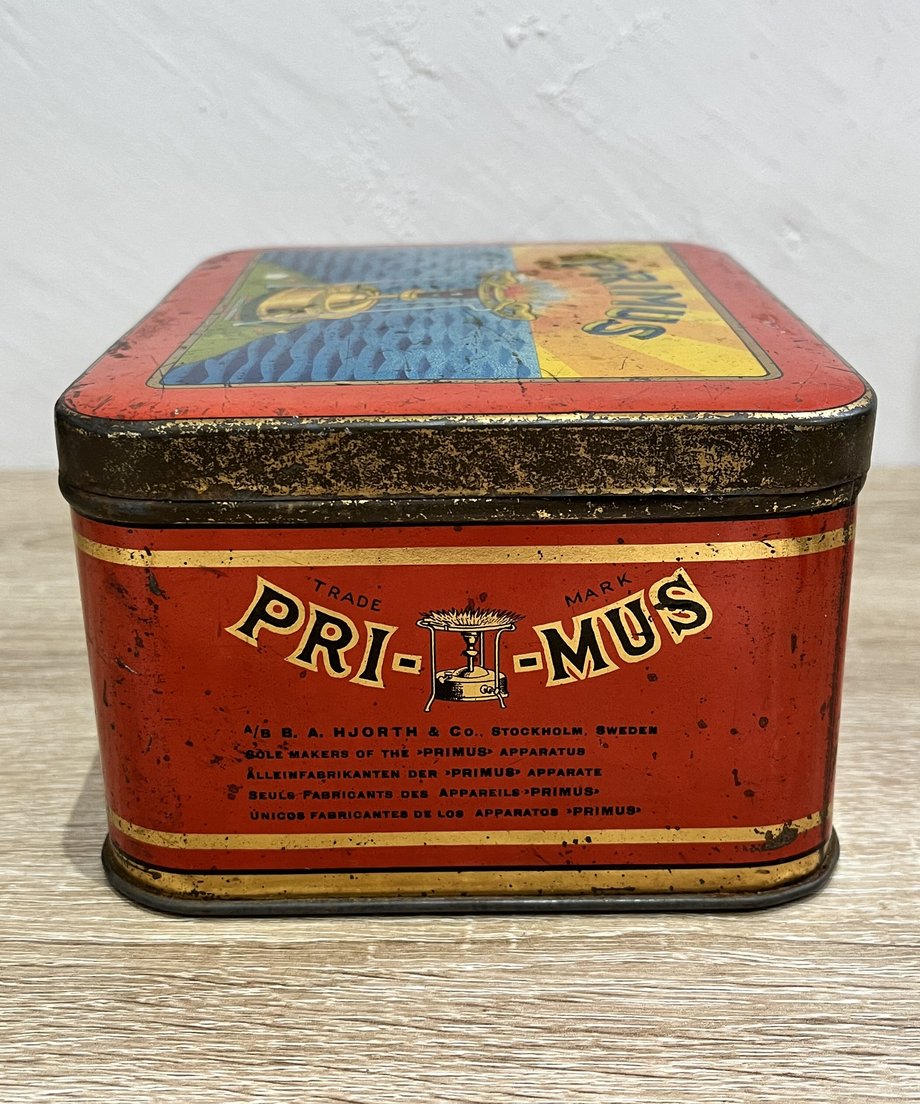 PRIMUS
TRADE MARK
PRI-MUS
A/B B. A. HJORTH & Co., STOCKHOLM, SWEDEN
SOLE MAKERS OF THE »PRIMUS» APPARATUS
ALLEINFABRIKANTEN DER »PRIMUS» APPARATE
SEULS FABRICANTS DES APPAREILS »PRIMUS»
ÚNICOS FABRICANTES DE LOS APPARATOS »PRIMUS»